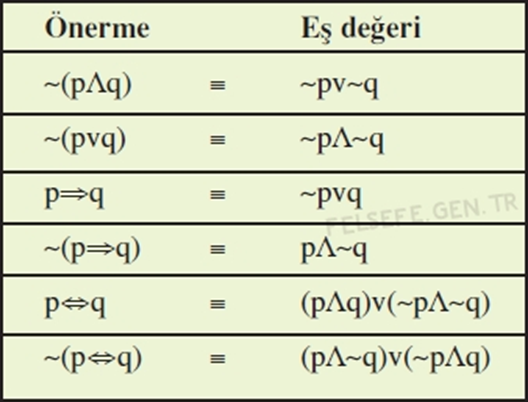 Önerme Eş değeri
~(pΛq) ≡ ~pv~q
~(pvq) ≡ ~pΛ~q
p⇒q ≡ ~pvq
FELSEFE.GEN.TR
~(p⇒q) ≡ pΛ~q
p⇔q ≡ (pΛq)v(~pΛ~q)
~(p⇔q) ≡ (pΛ~q)v(~pΛq)